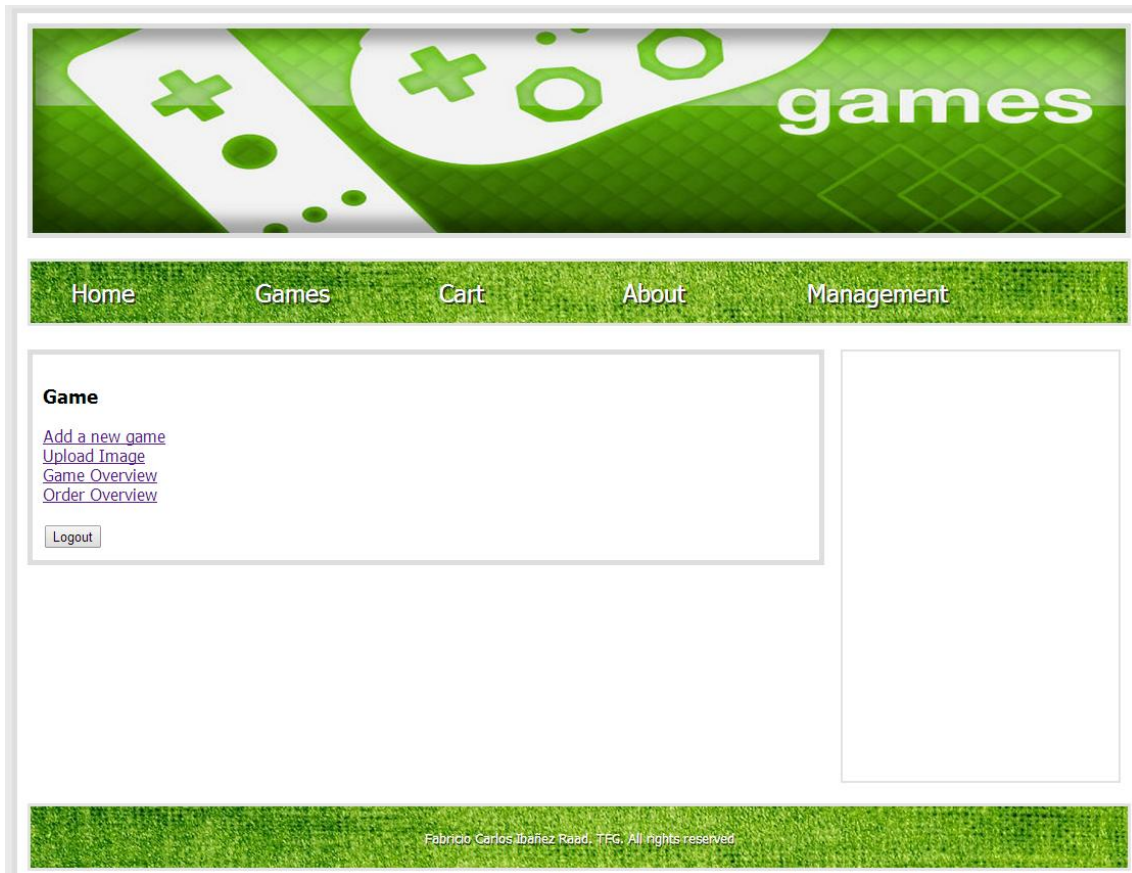 games
Home Games Cart About Management
Game
Add a new game
Upload Image
Game Overview
Order Overview
Logout
Fabricio Carlos Ibañez Raad. TFG. All rights reserved